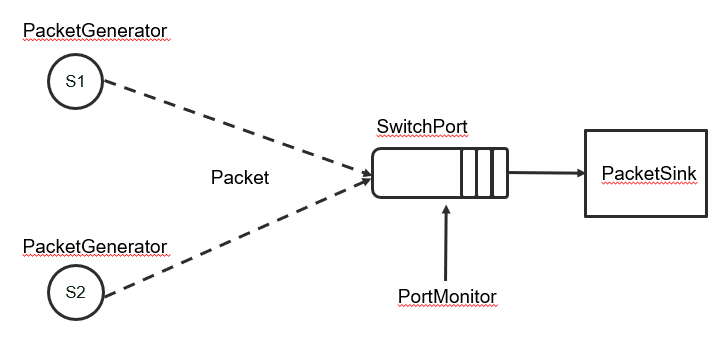 PacketGenerator
S1
SwitchPort
Packet
PacketSink
PacketGenerator
S2
PortMonitor